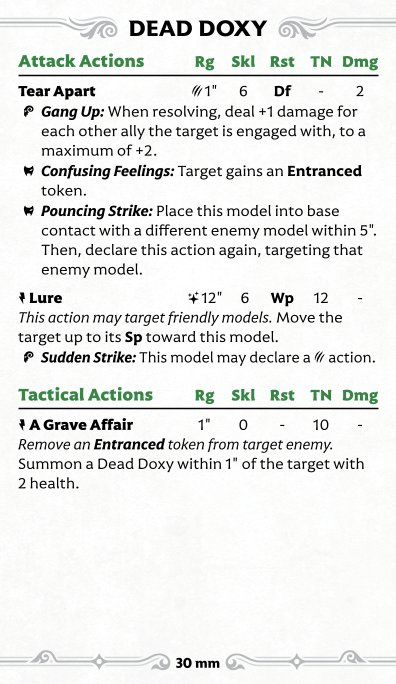 DEAD DOXY
Attack Actions Rg Skl Rst TN Dmg
Tear Apart 1" 6 Df - 2
Gang Up: When resolving, deal +1 damage for
each other ally the target is engaged with, to a
maximum of +2.
Confusing Feelings: Target gains an Entranced
token.
Pouncing Strike: Place this model into base
contact with a different enemy model within 5".
Then, declare this action again, targeting that
enemy model.
Lure 12" 6 Wp 12 -
This action may target friendly models. Move the
target up to its Sp toward this model.
Sudden Strike: This model may declare a action.
Tactical Actions Rg Skl Rst TN Dmg
A Grave Affair 1" 0 - 10 -
Remove an Entranced token from target enemy.
Summon a Dead Doxy within 1" of the target with
2 health.
30 mm